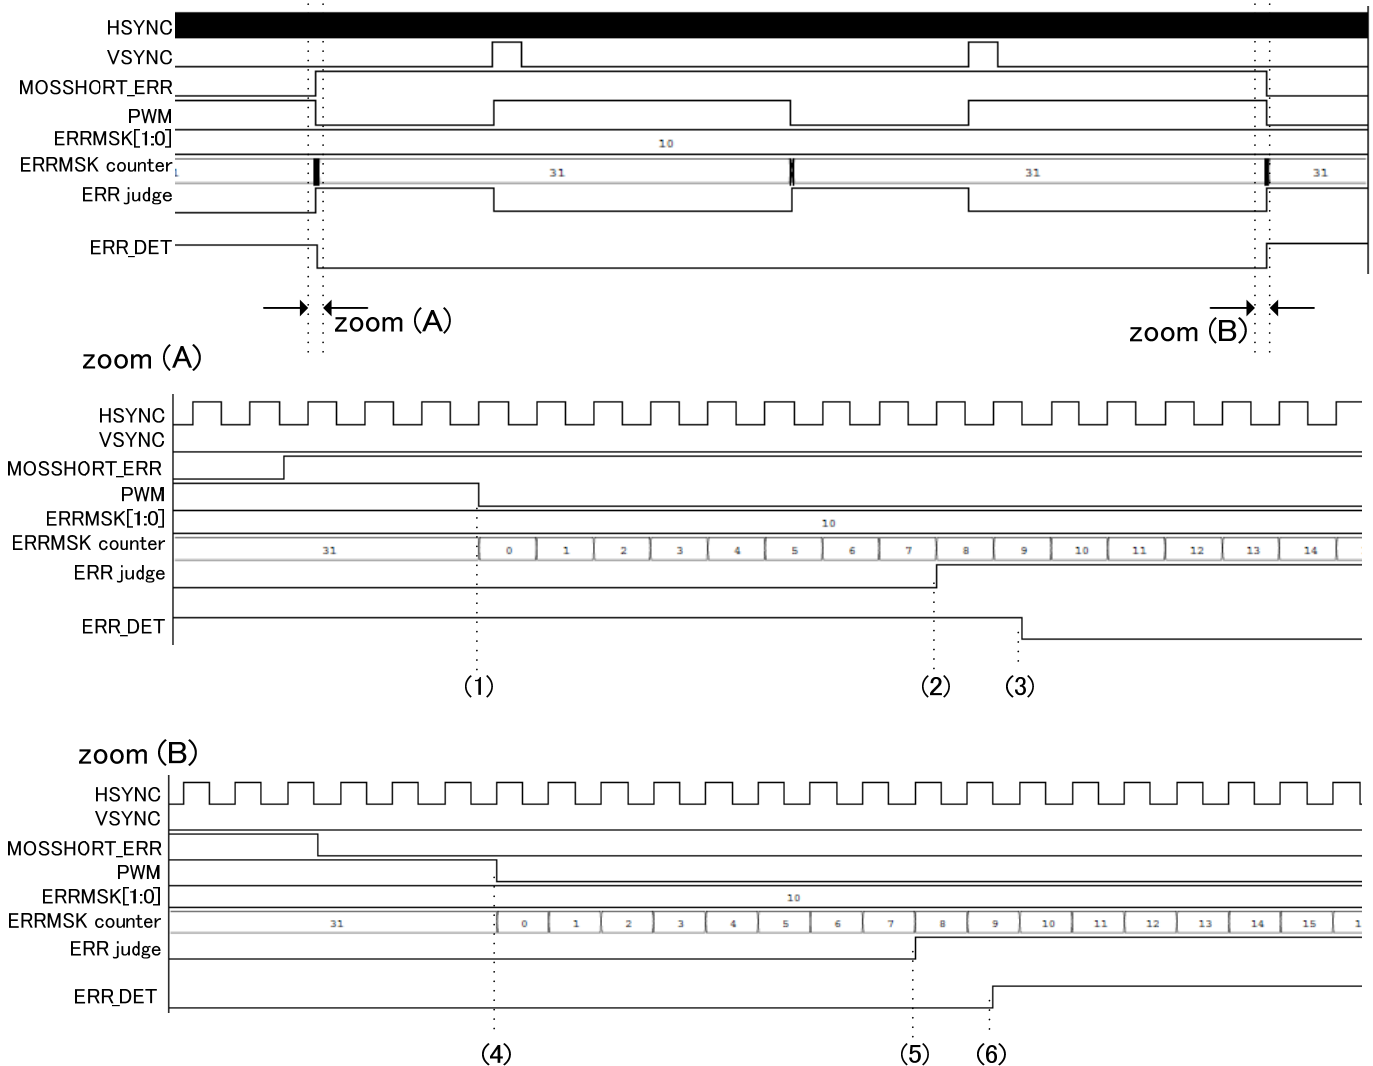 HSYNC
VSYNC
MOSSHORT_ERR
PWM
ERRMSK[1:0]
10
ERRMSK counter
31 31 31
ERR judge
ERR_DET
zoom (A)
zoom (B)
zoom (A)
HSYNC
VSYNC
MOSSHORT_ERR
PWM
ERRMSK[1:0]
10
ERRMSK counter
31 0 1 2 3 4 5 6 7 8 9 10 11 12 13 14
ERR judge
ERR_DET
(1) (2) (3)
zoom (B)
HSYNC
VSYNC
MOSSHORT_ERR
PWM
ERRMSK[1:0]
10
ERRMSK counter
31 0 1 2 3 4 5 6 7 8 9 10 11 12 13 14 15 1
ERR judge
ERR_DET
(4) (5) (6)